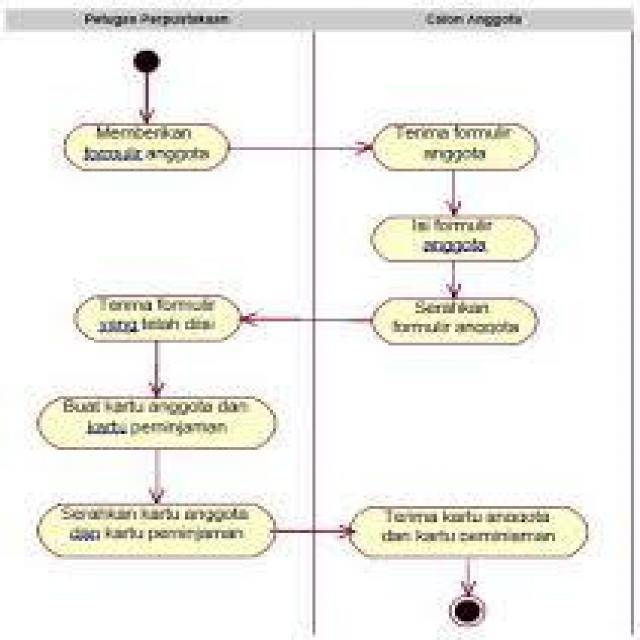 Petugas Perpustakaan
Calon Anggota
Memberikan
formulir anggota
Terima formulir
anggota
Isi formulir
anggota
Serahkan
formulir anggota
Terima formulir
yang telah diisi
Buat kartu anggota dan
kartu peminjaman
Serahkan kartu anggota
dan kartu peminjaman
Terima kartu anggota
dan kartu peminjaman